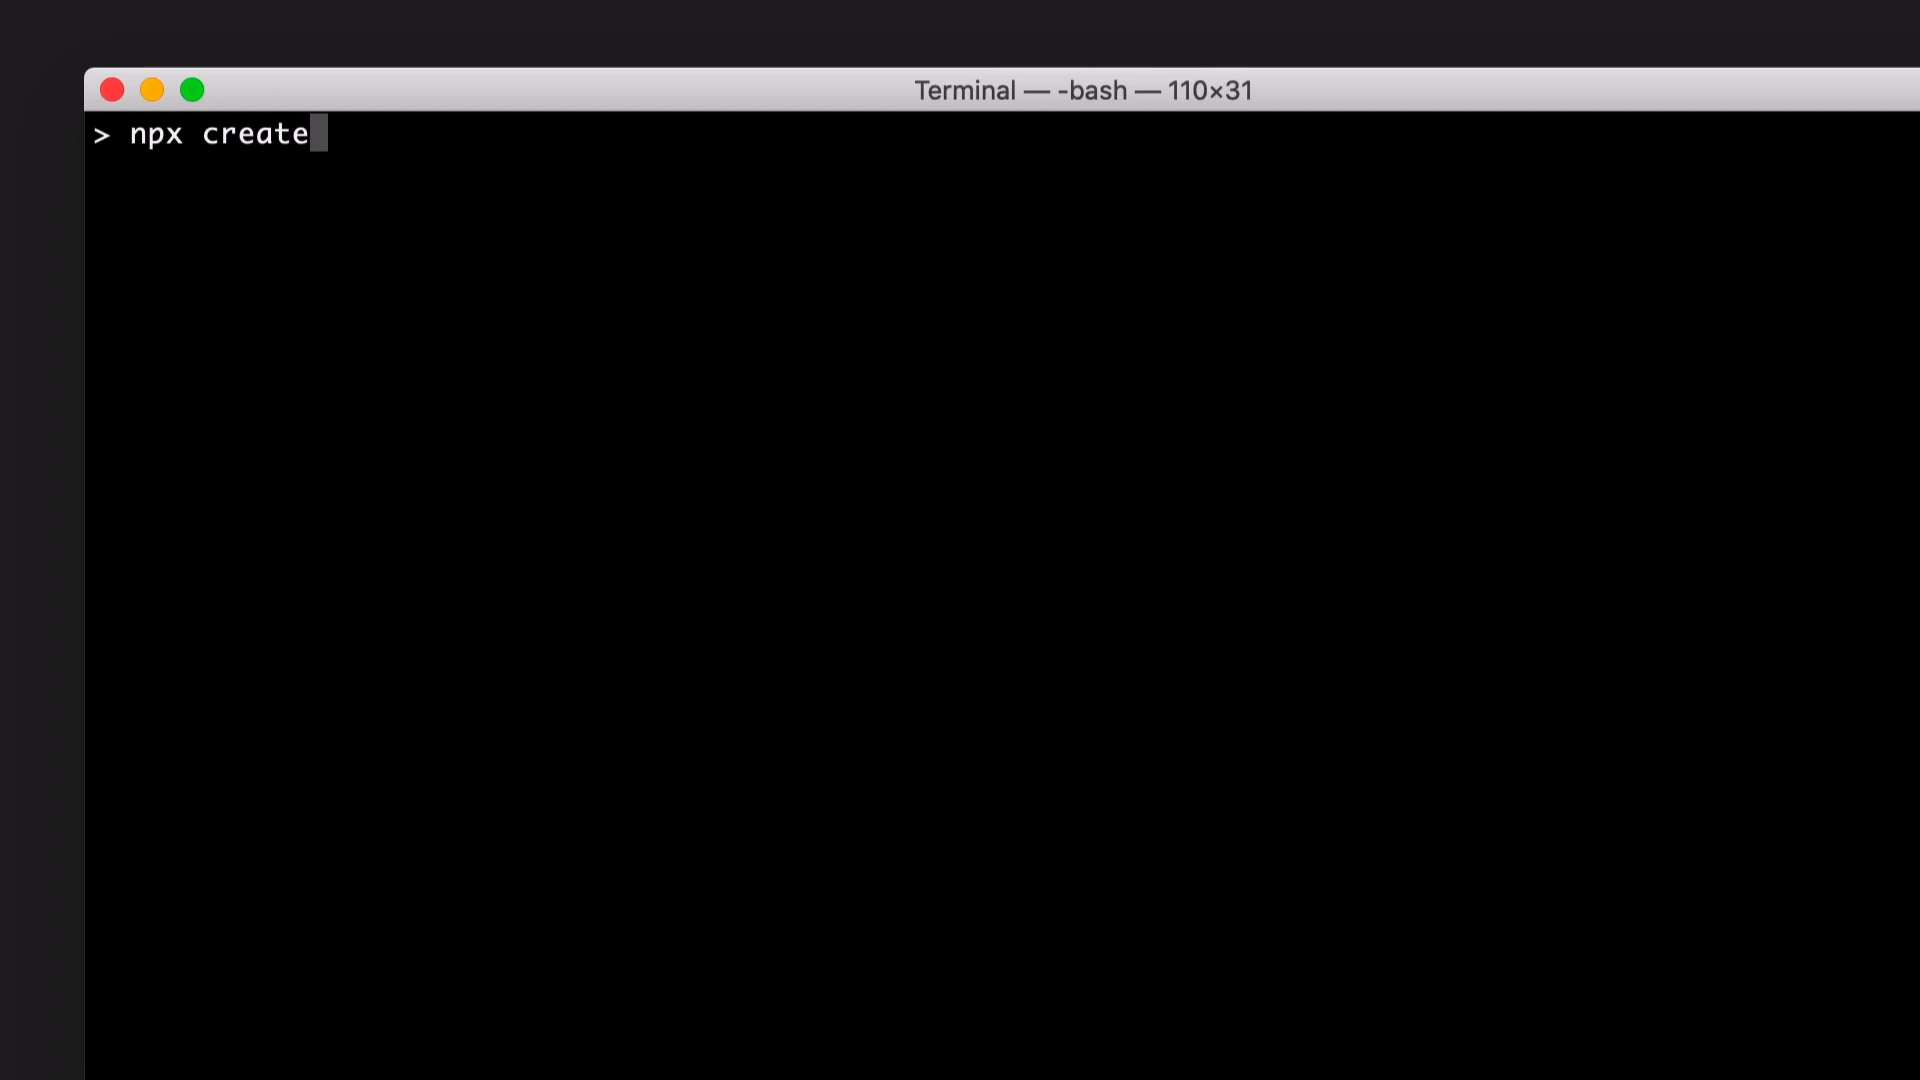 Terminal — -bash — 110×31
> npx create